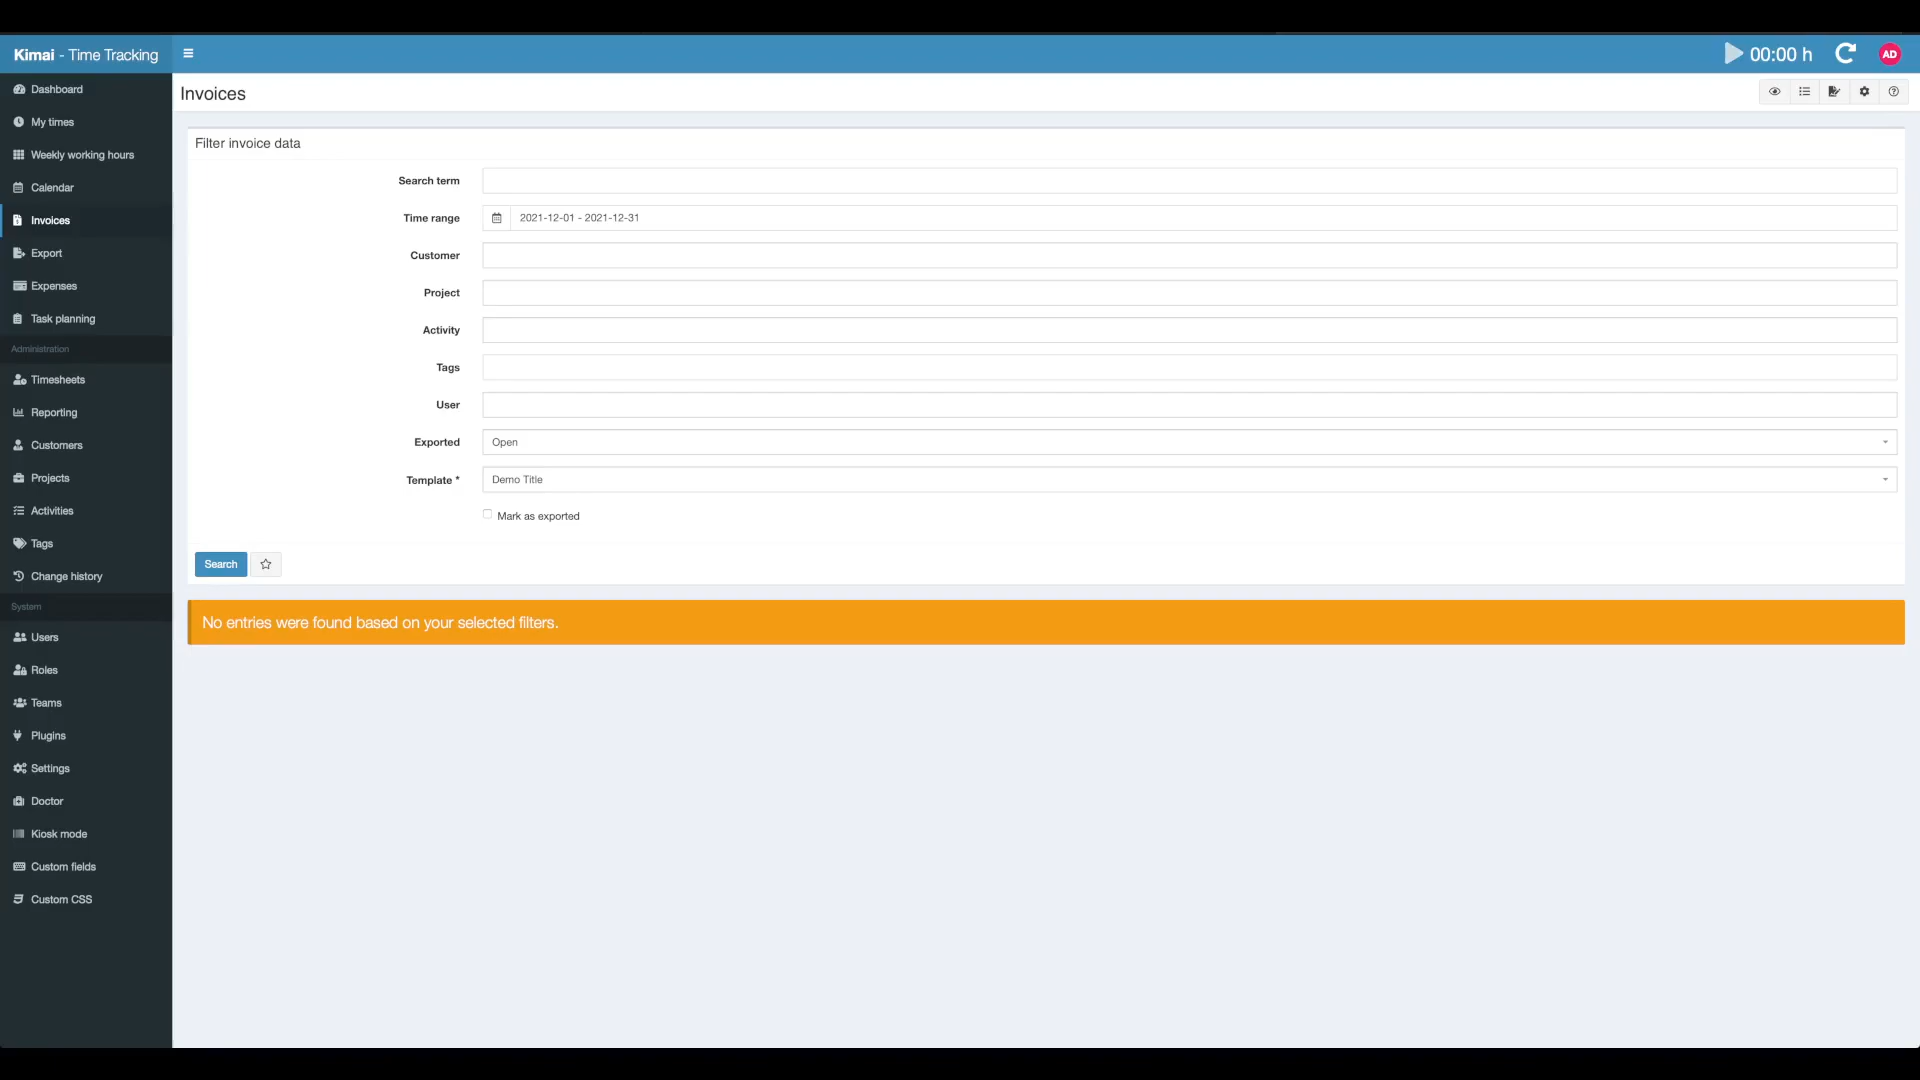 Kimai - Time Tracking
00:00 h
AD
Dashboard
My times
Weekly working hours
Calendar
Invoices
Export
Expenses
Task planning
Administration
Timesheets
Reporting
Customers
Projects
Activities
Tags
Change history
System
Users
Roles
Teams
Plugins
Settings
Doctor
Kiosk mode
Custom fields
Custom CSS
Invoices
Filter invoice data
Search term
Time range 2021-12-01 - 2021-12-31
Customer
Project
Activity
Tags
User
Exported Open
Template * Demo Title
Mark as exported
Search
No entries were found based on your selected filters.